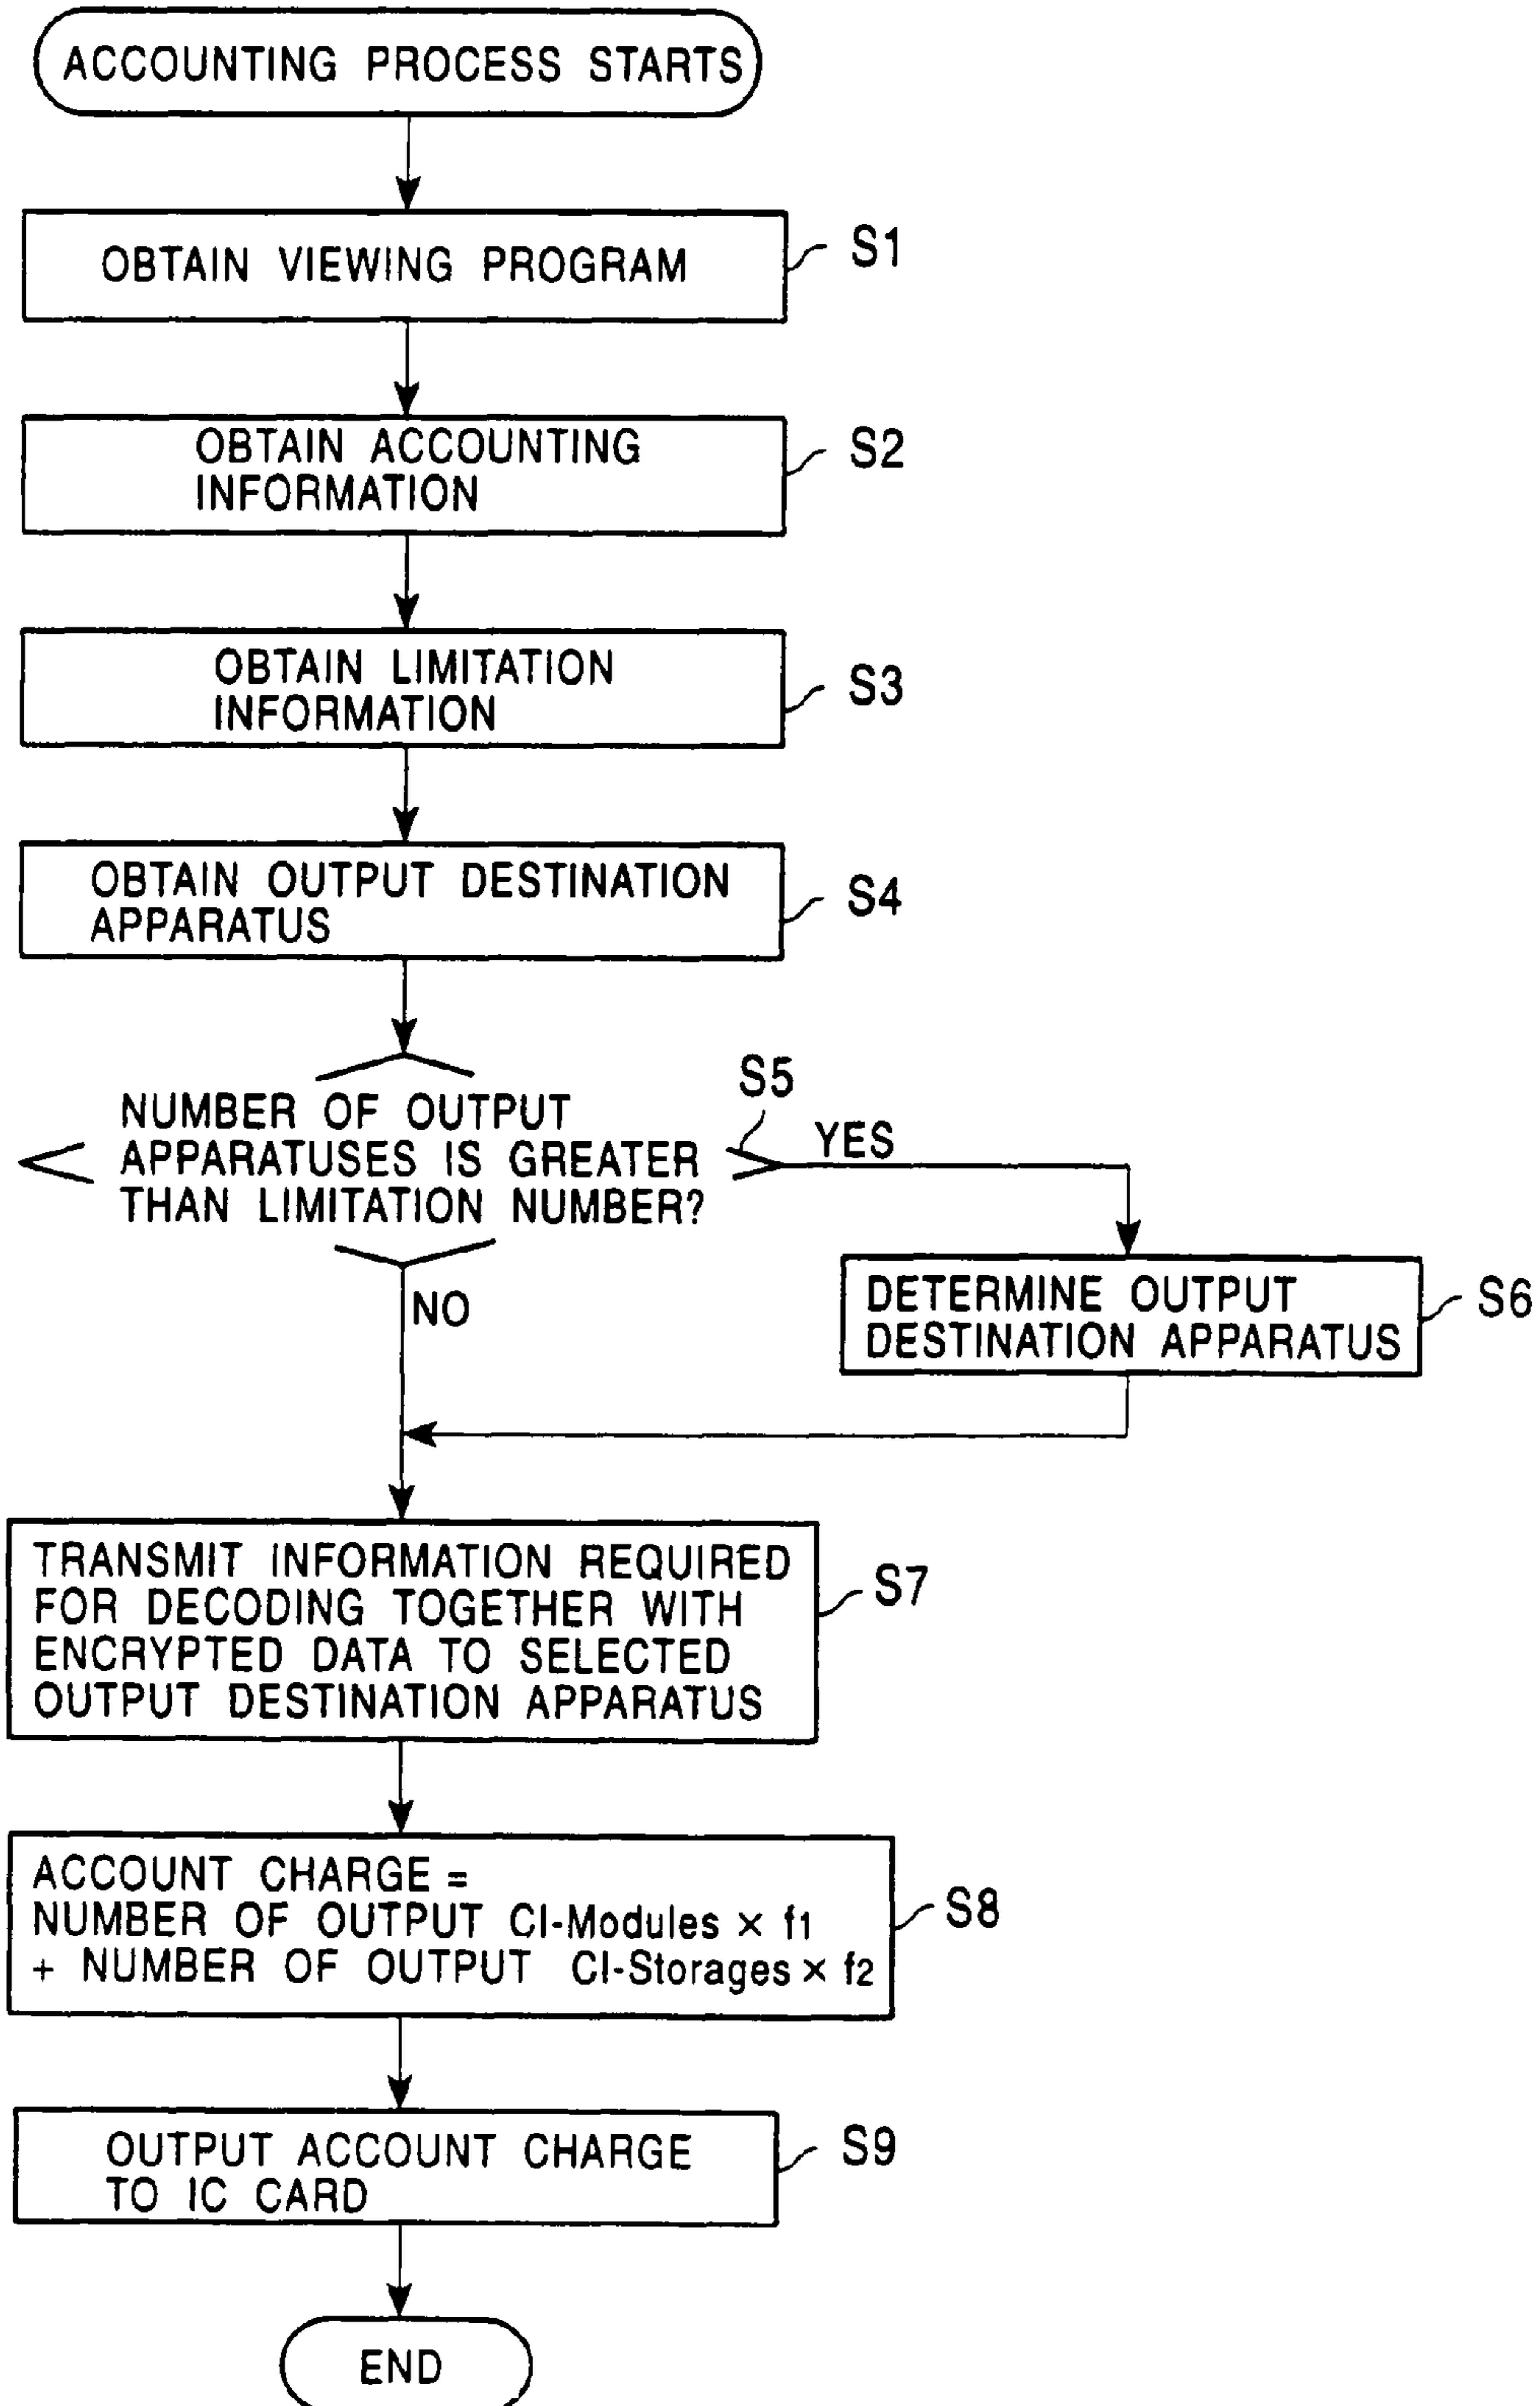 ACCOUNTING PROCESS STARTS
OBTAIN VIEWING PROGRAM
S1
OBTAIN ACCOUNTING
INFORMATION
S2
OBTAIN LIMITATION
INFORMATION
S3
OBTAIN OUTPUT DESTINATION
APPARATUS
S4
NUMBER OF OUTPUT
APPARATUSES IS GREATER
THAN LIMITATION NUMBER?
S5
YES
NO
DETERMINE OUTPUT
DESTINATION APPARATUS
S6
TRANSMIT INFORMATION REQUIRED
FOR DECODING TOGETHER WITH
ENCRYPTED DATA TO SELECTED
OUTPUT DESTINATION APPARATUS
S7
ACCOUNT CHARGE =
NUMBER OF OUTPUT CI-Modules × f1
+ NUMBER OF OUTPUT CI-Storages × f2
S8
OUTPUT ACCOUNT CHARGE
TO IC CARD
S9
END